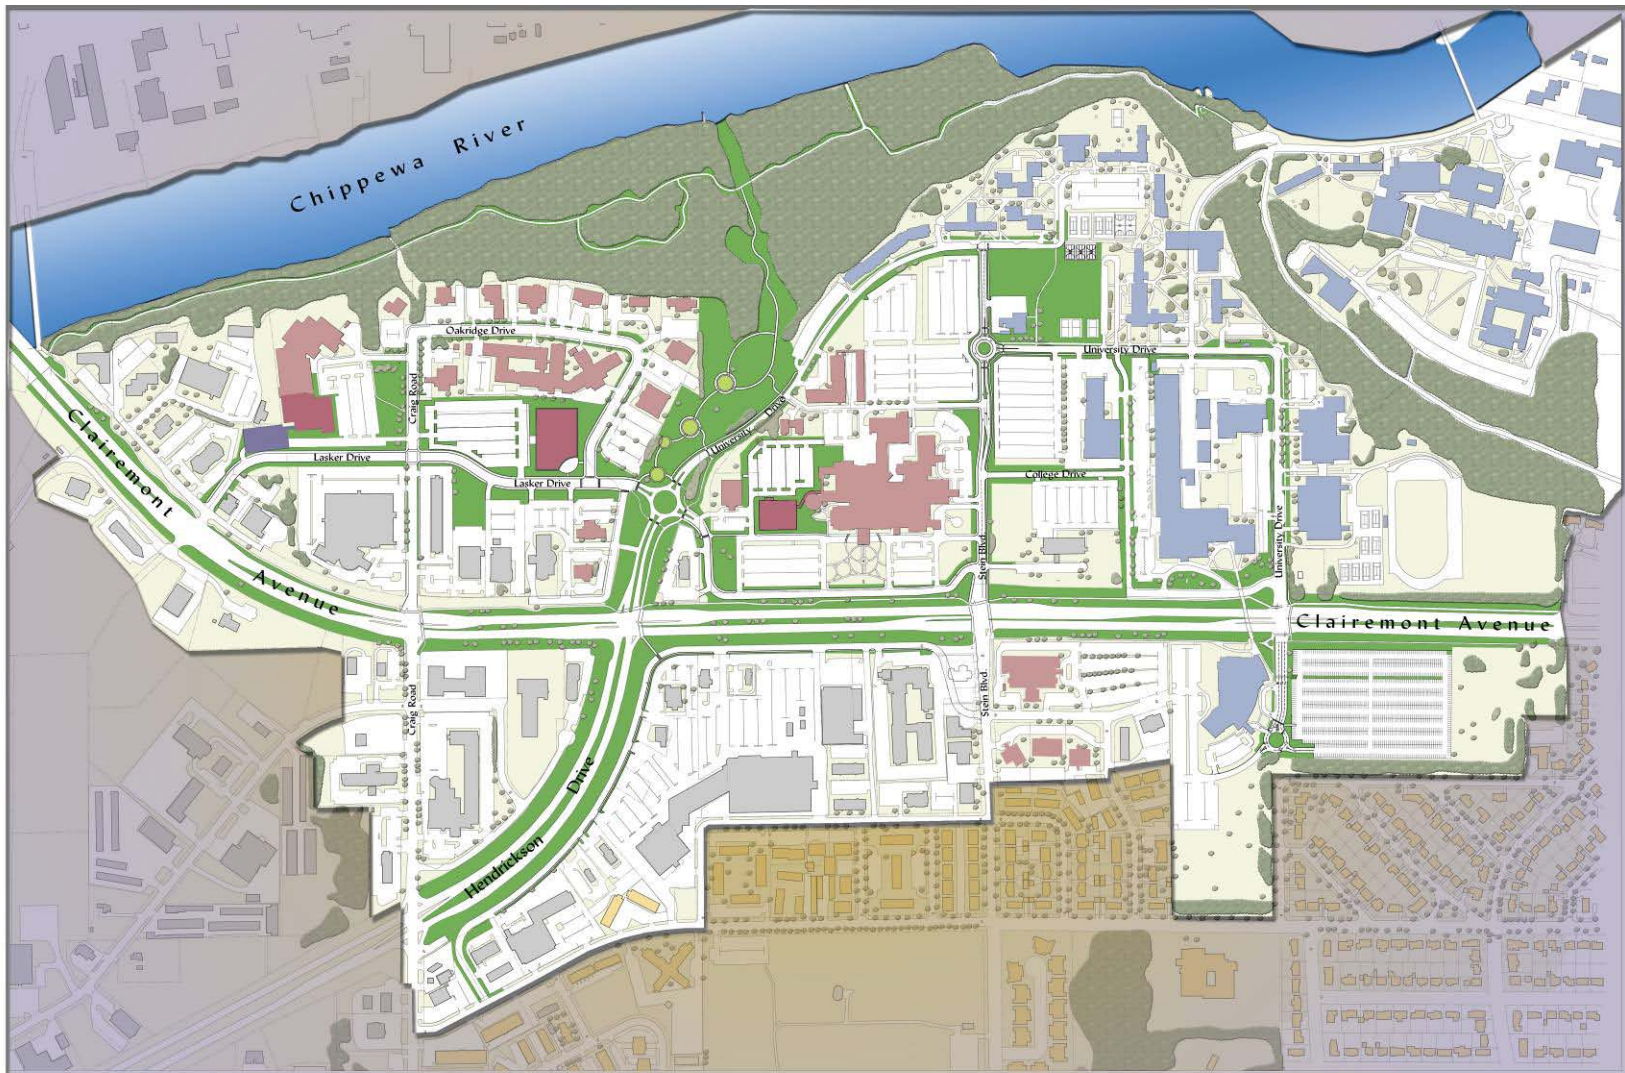 Chippewa River
Oakridge Drive
University Drive
Craig Road
Clairemont
University Drive
Lasker Drive
Lasker Drive
College Drive
University Drive
Stein Blvd.
Avenue
Clairemont Avenue
Craig Road
Stein Blvd.
Hendrickson Drive